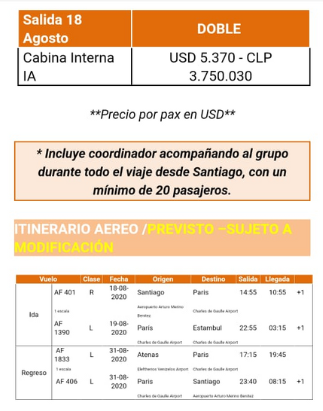 Salida 18 Agosto DOBLE
Cabina Interna IA USD 5.370 - CLP 3.750.030
**Precio por pax en USD**
* Incluye coordinador acompañando al grupo
durante todo el viaje desde Santiago, con un
mínimo de 20 pasajeros.
ITINERARIO AEREO /PREVISTO –SUJETO A
MODIFICACIÓN
Vuelo Clase Fecha Origen Destino Salida Llegada
Ida
AF 401 R 18-08-2020 Santiago Paris 14:55 10:55 +1
1 escala Aeropuerto Arturo Merino Benitez Charles de Gaulle Airport
AF 1390 L 19-08-2020 Paris Estambul 22:55 03:15 +1
Charles de Gaulle Airport
Regreso
AF 1833 L 31-08-2020 Atenas Paris 17:15 19:45
1 escala Eleftherios Venizelos Airport Charles de Gaulle Airport
AF 406 L 31-08-2020 Paris Santiago 23:40 08:15 +1
Charles de Gaulle Airport Arturo Merino Benitez